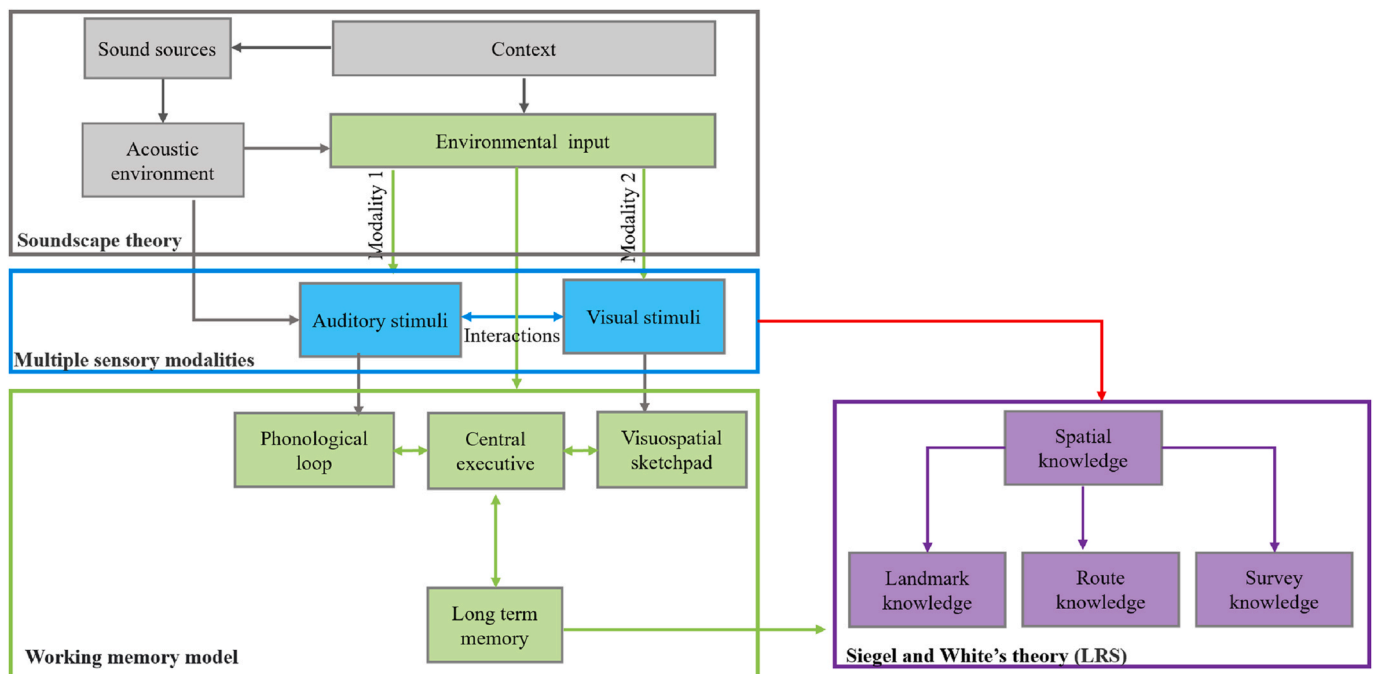 Sound sources
Context
Acoustic
environment
Environmental input
Modality 1
Modality 2
Soundscape theory
Auditory stimuli
Interactions
Visual stimuli
Multiple sensory modalities
Phonological
loop
Central
executive
Visuospatial
sketchpad
Long term
memory
Working memory model
Spatial
knowledge
Landmark
knowledge
Route
knowledge
Survey
knowledge
Siegel and White's theory (LRS)